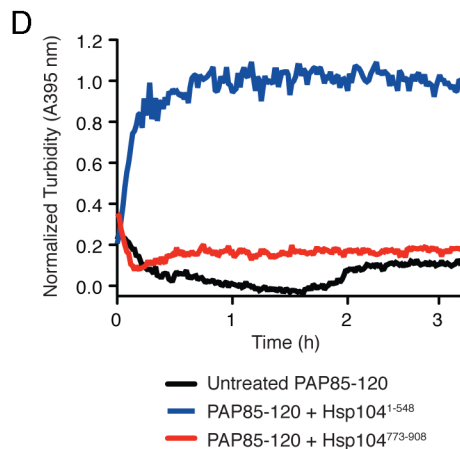 D
Normalized Turbidity (A395 nm)
1.2
1.0
0.8
0.6
0.4
0.2
0.0
0 1 2 3
Time (h)
Untreated PAP85-120
PAP85-120 + Hsp104¹⁻⁵⁴⁸
PAP85-120 + Hsp104⁷⁷³⁻⁹⁰⁸